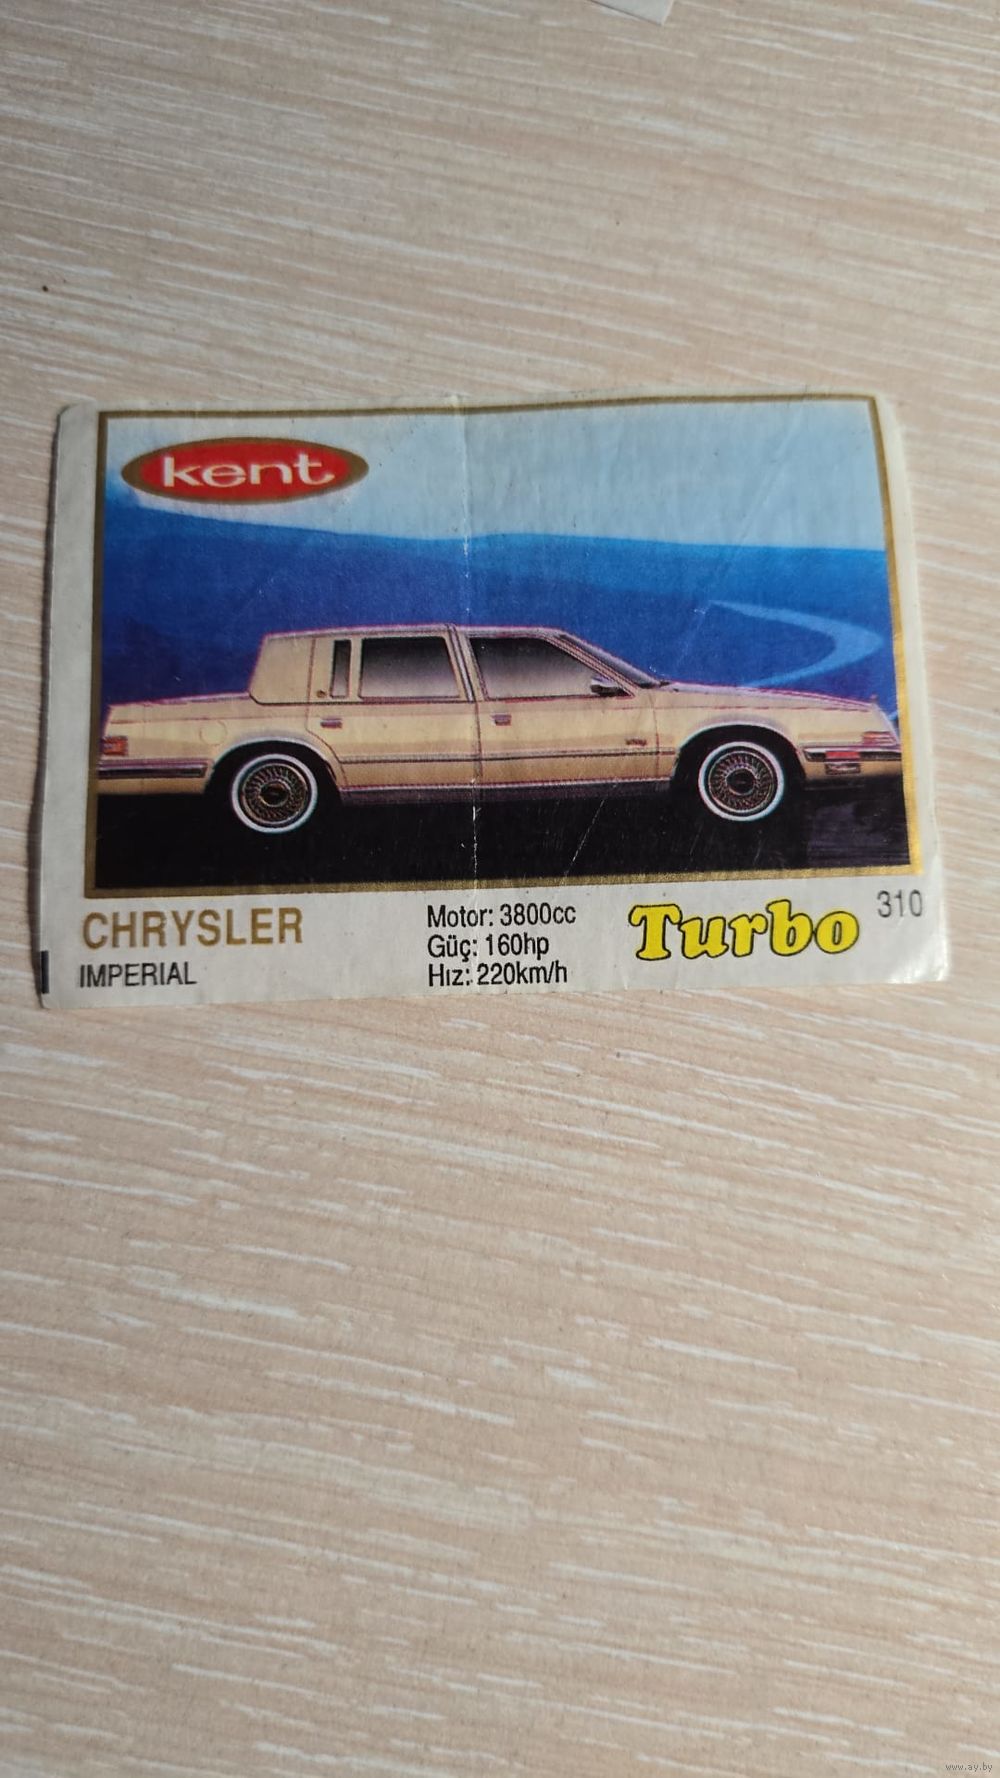 kent
CHRYSLER
IMPERIAL
Motor: 3800cc
Güç: 160hp
Hız: 220km/h
Turbo
310
www.ay.by